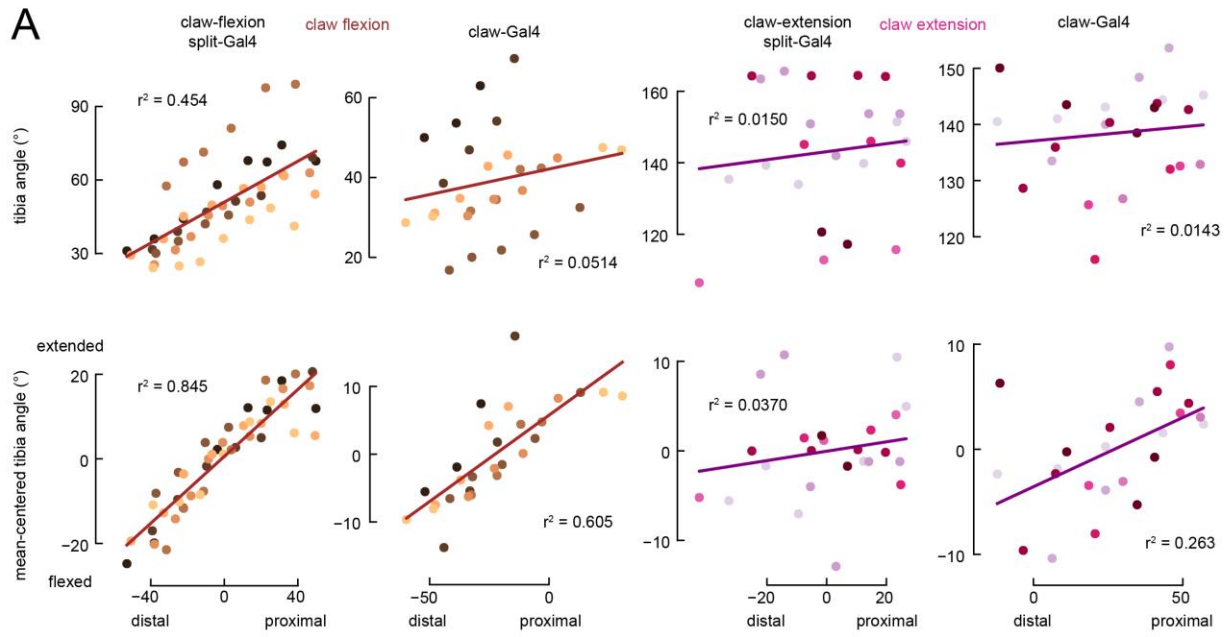 A
claw-flexion
split-Gal4
claw flexion
claw-Gal4
claw-extension
split-Gal4
claw extension
claw-Gal4
tibia angle (°)
90
60
30
r² = 0.454
60
40
20
r² = 0.0514
160
140
120
r² = 0.0150
150
140
130
120
r² = 0.0143
mean-centered tibia angle (°)
extended
20
0
−20
flexed
r² = 0.845
10
0
−10
r² = 0.605
10
0
−10
r² = 0.0370
10
0
−10
r² = 0.263
−40 0 40
distal proximal
−50 0
distal proximal
−20 0 20
distal proximal
0 50
distal proximal